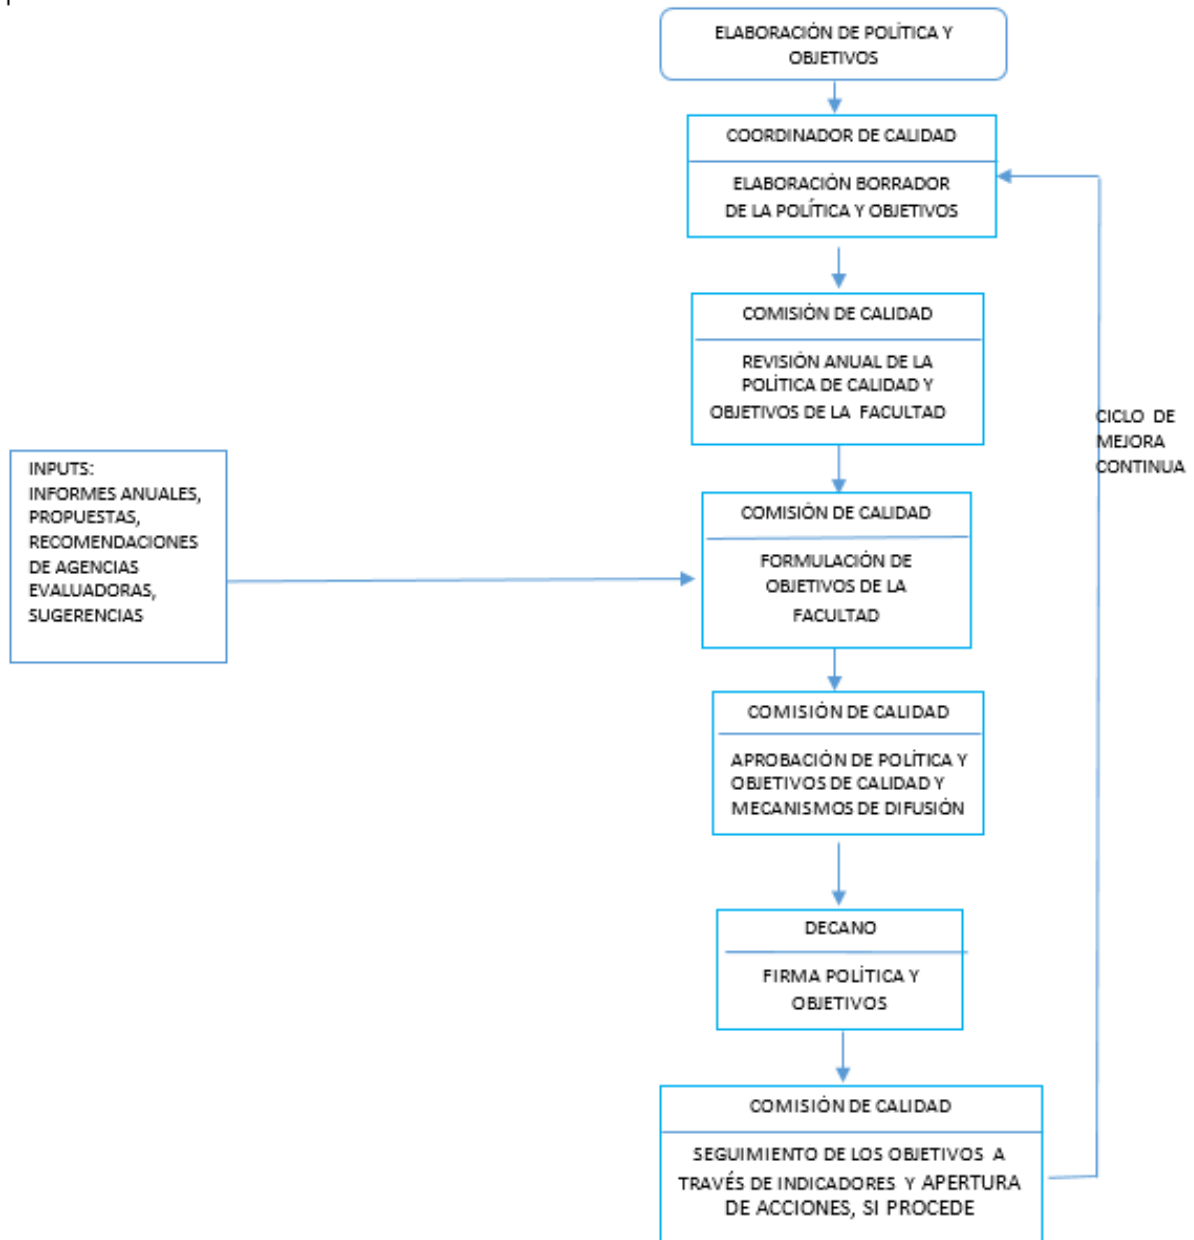 ELABORACIÓN DE POLÍTICA Y
OBJETIVOS
COORDINADOR DE CALIDAD
ELABORACIÓN BORRADOR
DE LA POLÍTICA Y OBJETIVOS
COMISIÓN DE CALIDAD
REVISIÓN ANUAL DE LA
POLÍTICA DE CALIDAD Y
OBJETIVOS DE LA FACULTAD
CICLO DE
MEJORA
CONTINUA
INPUTS:
INFORMES ANUALES,
PROPUESTAS,
RECOMENDACIONES
DE AGENCIAS
EVALUADORAS,
SUGERENCIAS
COMISIÓN DE CALIDAD
FORMULACIÓN DE
OBJETIVOS DE LA
FACULTAD
COMISIÓN DE CALIDAD
APROBACIÓN DE POLÍTICA Y
OBJETIVOS DE CALIDAD Y
MECANISMOS DE DIFUSIÓN
DECANO
FIRMA POLÍTICA Y
OBJETIVOS
COMISIÓN DE CALIDAD
SEGUIMIENTO DE LOS OBJETIVOS A
TRAVÉS DE INDICADORES Y APERTURA
DE ACCIONES, SI PROCEDE